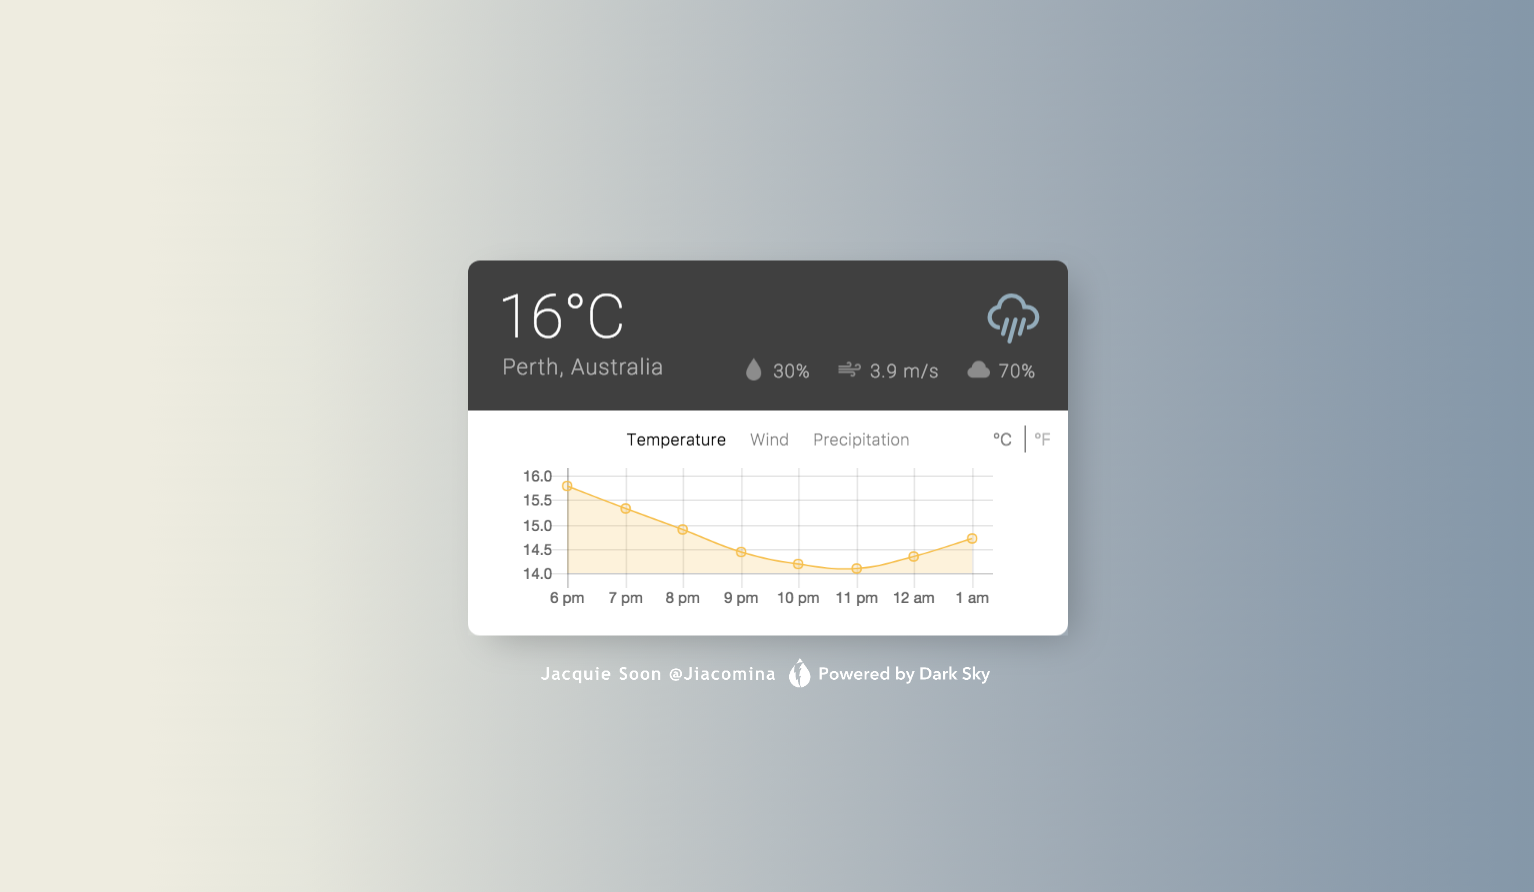 16°C
Perth, Australia
30% 3.9 m/s 70%
Temperature Wind Precipitation °C °F
16.0
15.5
15.0
14.5
14.0
6 pm 7 pm 8 pm 9 pm 10 pm 11 pm 12 am 1 am
Jacquie Soon @Jiacomina Powered by Dark Sky